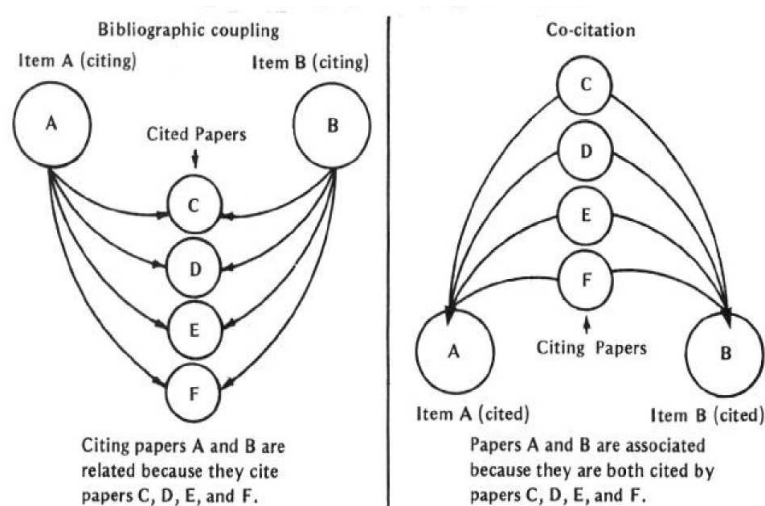 Bibliographic coupling
Item A (citing)
Item B (citing)
A
B
Cited Papers
C
D
E
F
Citing papers A and B are
related because they cite
papers C, D, E, and F.
Co-citation
C
D
E
F
A
B
Citing Papers
Item A (cited)
Item B (cited)
Papers A and B are associated
because they are both cited by
papers C, D, E, and F.